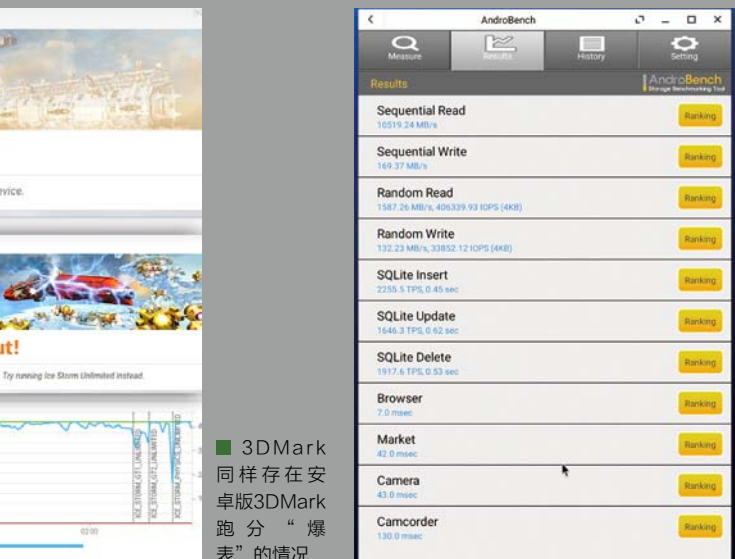 evice.
ut!
Try running Ice Storm Unlimited instead.
ICE_STORM_GT1_UNLIMITED
ICE_STORM_GT2_UNLIMITED
ICE_STORM_PHYSICS_UNLIMITED
02:00
■ 3DMark
同样存在安
卓版3DMark
跑分“爆
表”的情况
AndroBench
Measure
Results
History
Setting
Results
AndroBench
Storage Benchmarking Tool
Sequential Read
10519.24 MB/s
Ranking
Sequential Write
169.37 MB/s
Ranking
Random Read
1587.26 MB/s, 406339.93 IOPS (4KB)
Ranking
Random Write
132.23 MB/s, 33852.12 IOPS (4KB)
Ranking
SQLite Insert
2255.5 TPS, 0.45 sec
Ranking
SQLite Update
1646.3 TPS, 0.62 sec
Ranking
SQLite Delete
1917.6 TPS, 0.53 sec
Ranking
Browser
7.0 msec
Ranking
Market
42.0 msec
Ranking
Camera
43.0 msec
Ranking
Camcorder
130.0 msec
Ranking